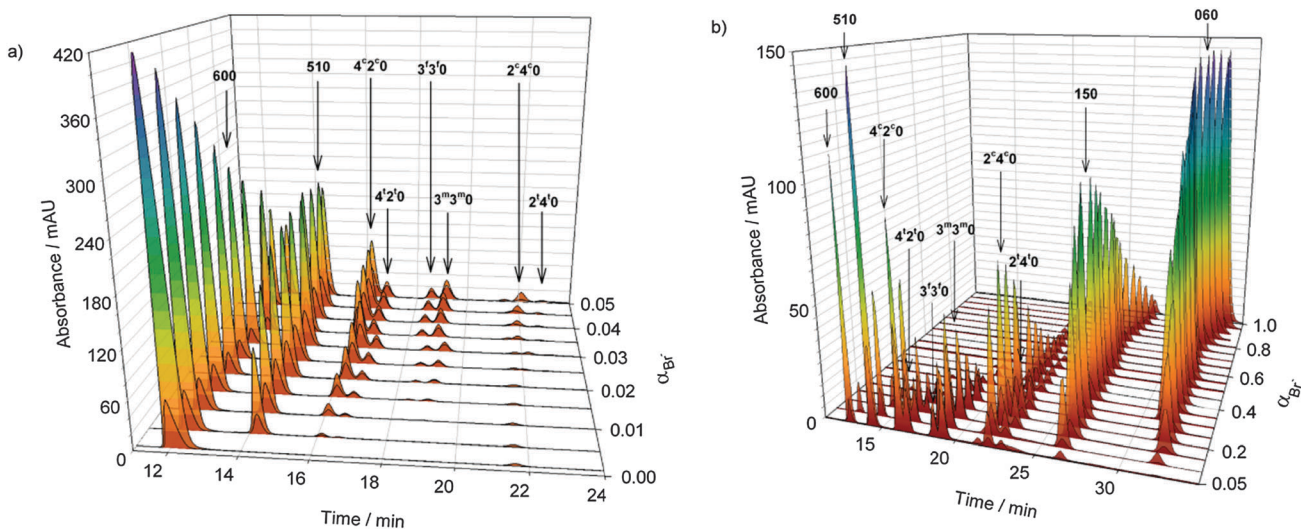 a)
420
360
300
240
180
120
60
0
Absorbance / mAU
600
510
4ᶜ2ᶜ0
4ᵗ2ᵗ0
3ᶠ3ᶠ0
3ᵐ3ᵐ0
2ᶜ4ᶜ0
2ᵗ4ᵗ0
0.05
0.04
0.03
0.02
0.01
0.00
αBr⁻
12 14 16 18 20 22 24
Time / min
b)
150
100
50
0
Absorbance / mAU
600
510
4ᶜ2ᶜ0
4ᵗ2ᵗ0
3ᶠ3ᶠ0
3ᵐ3ᵐ0
2ᶜ4ᶜ0
2ᵗ4ᵗ0
150
060
1.0
0.8
0.6
0.4
0.2
0.05
αBr⁻
15 20 25 30
Time / min